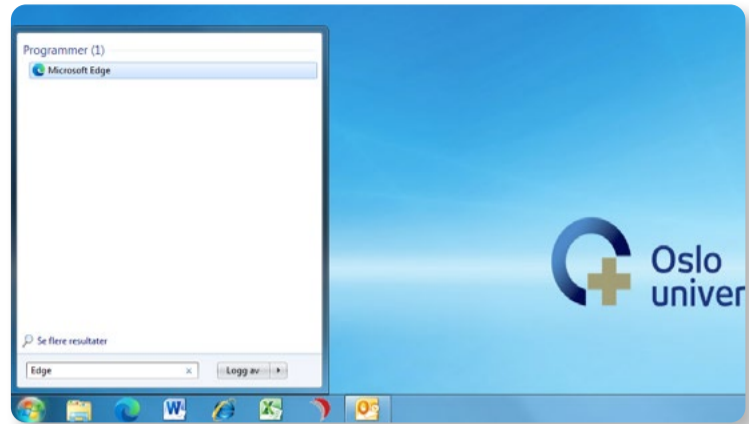 Programmer (1)
Microsoft Edge
Oslo
univer
Se flere resultater
Edge
Logg av